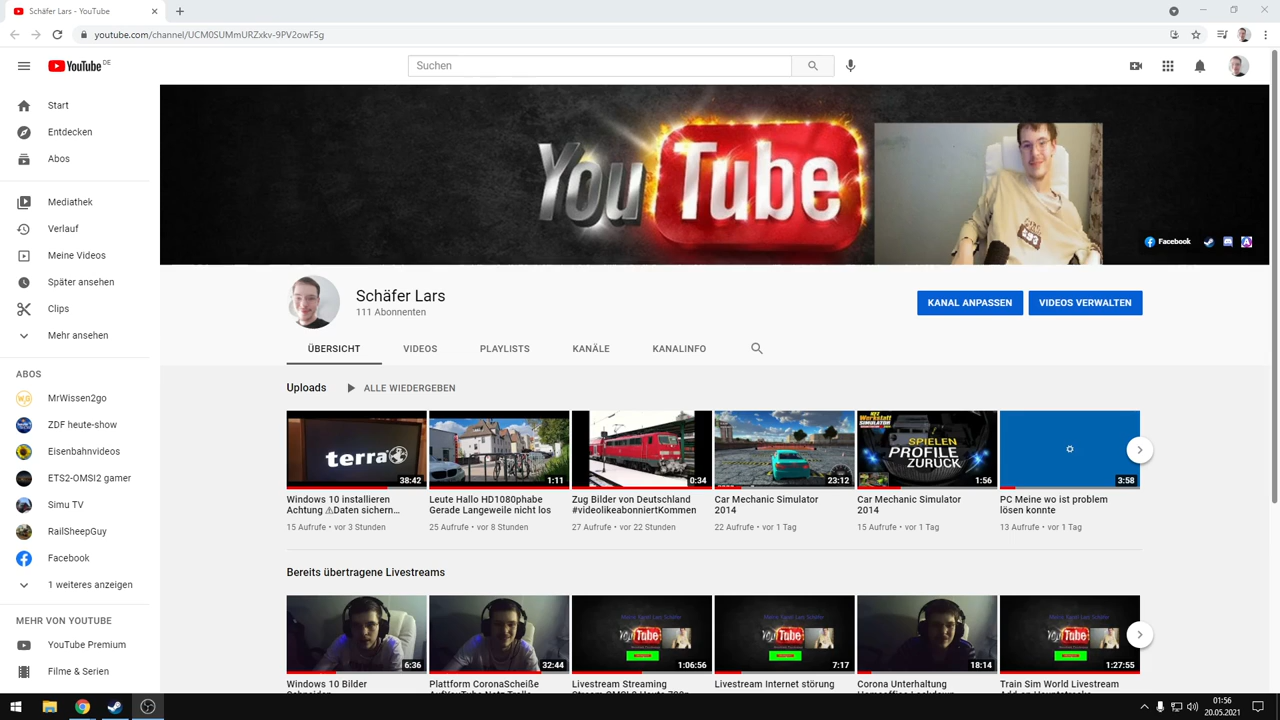 Schäfer Lars - YouTube
youtube.com/channel/UCM0SUMmURZxkv-9PV2owF5g
YouTube DE
Suchen
Start
Entdecken
Abos
Mediathek
Verlauf
Meine Videos
Später ansehen
Clips
Mehr ansehen
ABOS
MrWissen2go
ZDF heute-show
Eisenbahnvideos
ETS2-OMSI2 gamer
Simu TV
RailSheepGuy
Facebook
1 weiteres anzeigen
MEHR VON YOUTUBE
YouTube Premium
Filme & Serien
YouTube
Facebook
Schäfer Lars
111 Abonnenten
KANAL ANPASSEN
VIDEOS VERWALTEN
ÜBERSICHT
VIDEOS
PLAYLISTS
KANÄLE
KANALINFO
Uploads
ALLE WIEDERGEBEN
terra
38:42
Windows 10 installieren
Achtung ⚠Daten sichern...
15 Aufrufe • vor 3 Stunden
1:11
Leute Hallo HD1080phabe
Gerade Langeweile nicht los
25 Aufrufe • vor 8 Stunden
0:34
Zug Bilder von Deutschland
#videolikeabonniertKommen
27 Aufrufe • vor 22 Stunden
23:12
Car Mechanic Simulator
2014
22 Aufrufe • vor 1 Tag
SPIELEN
PROFILE
ZURÜCK
1:56
Car Mechanic Simulator
2014
15 Aufrufe • vor 1 Tag
3:58
PC Meine wo ist problem
lösen konnte
13 Aufrufe • vor 1 Tag
Bereits übertragene Livestreams
6:36
Windows 10 Bilder
Schneiden
32:44
Plattform CoronaScheiße
YouTube
1:06:56
Livestream Streaming
YouTube
7:17
Livestream Internet störung
18:14
Corona Unterhaltung
Homeoffice Lockdown
YouTube
1:27:55
Train Sim World Livestream
01:56
20.05.2021